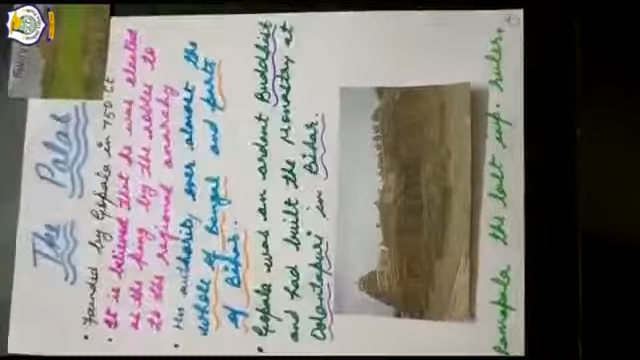 The Palas
• Founded by Gopala in 750 CE
• It is believed that he was elected
as the king by the nobles to
to the regional anarchy
• His authority over almost the
whole of Bengal and parts
of Bihar.
• Gopala was an ardent Buddhist
and had built the Monastery at
Odantapuri in Bihar.
Ramapala the last imp. ruler,